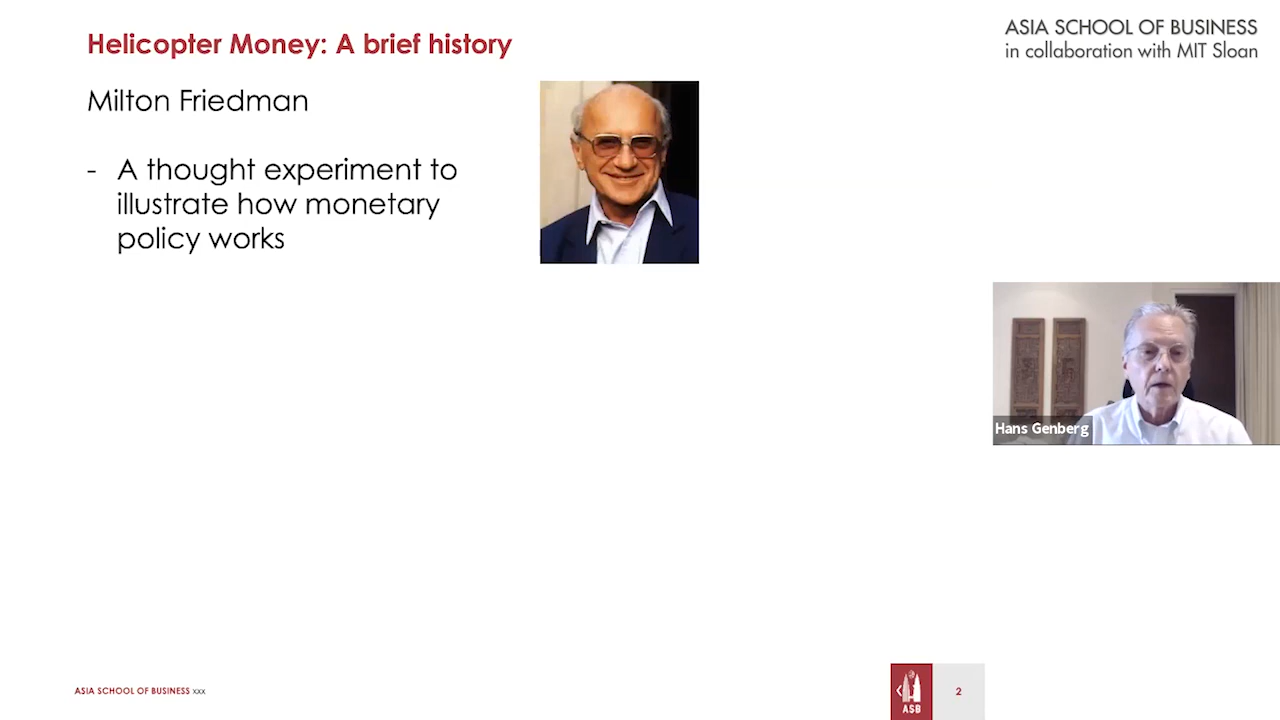 Helicopter Money: A brief history
ASIA SCHOOL OF BUSINESS
in collaboration with MIT Sloan
Milton Friedman
- A thought experiment to
illustrate how monetary
policy works
Hans Genberg
ASIA SCHOOL OF BUSINESS xxx
ASB
2